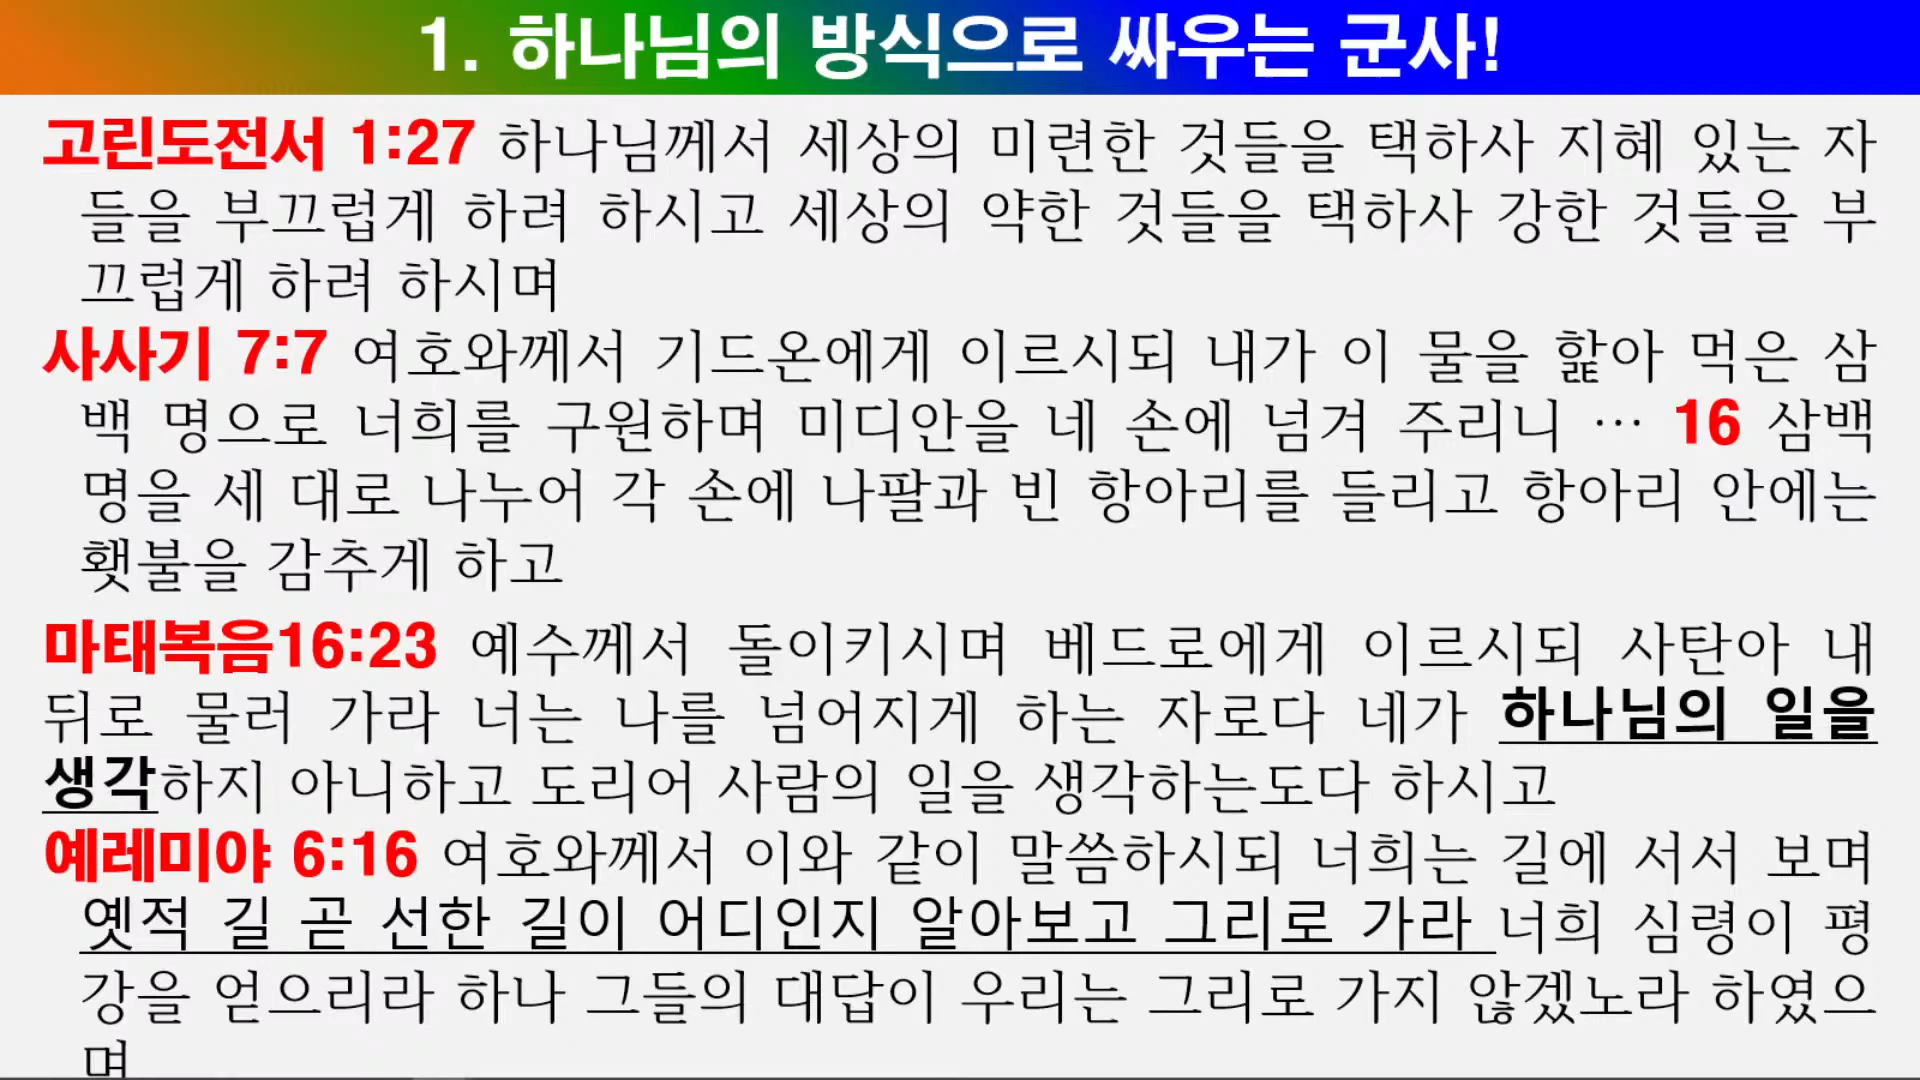 1. 하나님의 방식으로 싸우는 군사!
고린도전서 1:27 하나님께서 세상의 미련한 것들을 택하사 지혜 있는 자
들을 부끄럽게 하려 하시고 세상의 약한 것들을 택하사 강한 것들을 부
끄럽게 하려 하시며
사사기 7:7 여호와께서 기드온에게 이르시되 내가 이 물을 핥아 먹은 삼
백 명으로 너희를 구원하며 미디안을 네 손에 넘겨 주리니 … 16 삼백
명을 세 대로 나누어 각 손에 나팔과 빈 항아리를 들리고 항아리 안에는
횃불을 감추게 하고
마태복음16:23 예수께서 돌이키시며 베드로에게 이르시되 사탄아 내
뒤로 물러 가라 너는 나를 넘어지게 하는 자로다 네가 하나님의 일을
생각하지 아니하고 도리어 사람의 일을 생각하는도다 하시고
예레미야 6:16 여호와께서 이와 같이 말씀하시되 너희는 길에 서서 보며
옛적 길 곧 선한 길이 어디인지 알아보고 그리로 가라 너희 심령이 평
강을 얻으리라 하나 그들의 대답이 우리는 그리로 가지 않겠노라 하였으
며